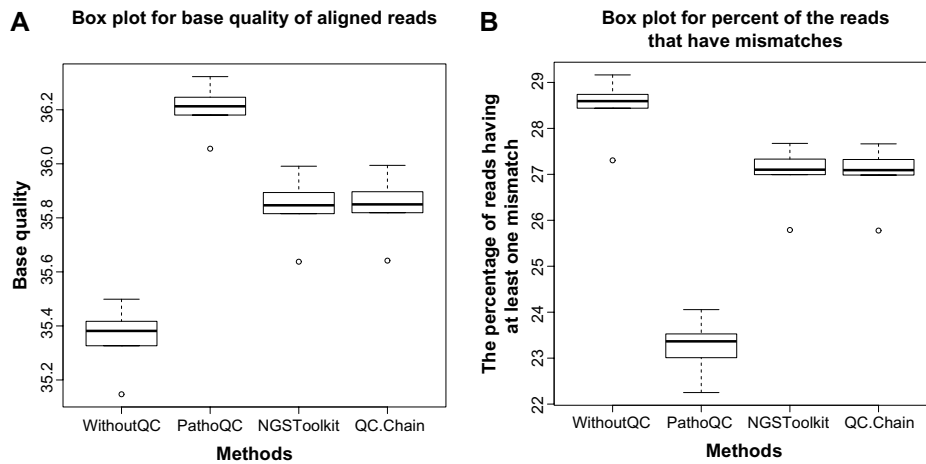 A
Box plot for base quality of aligned reads
Base quality
36.2
36.0
35.8
35.6
35.4
35.2
WithoutQC PathoQC NGSToolkit QC.Chain
Methods
B
Box plot for percent of the reads
that have mismatches
The percentage of reads having
at least one mismatch
29
28
27
26
25
24
23
22
WithoutQC PathoQC NGSToolkit QC.Chain
Methods